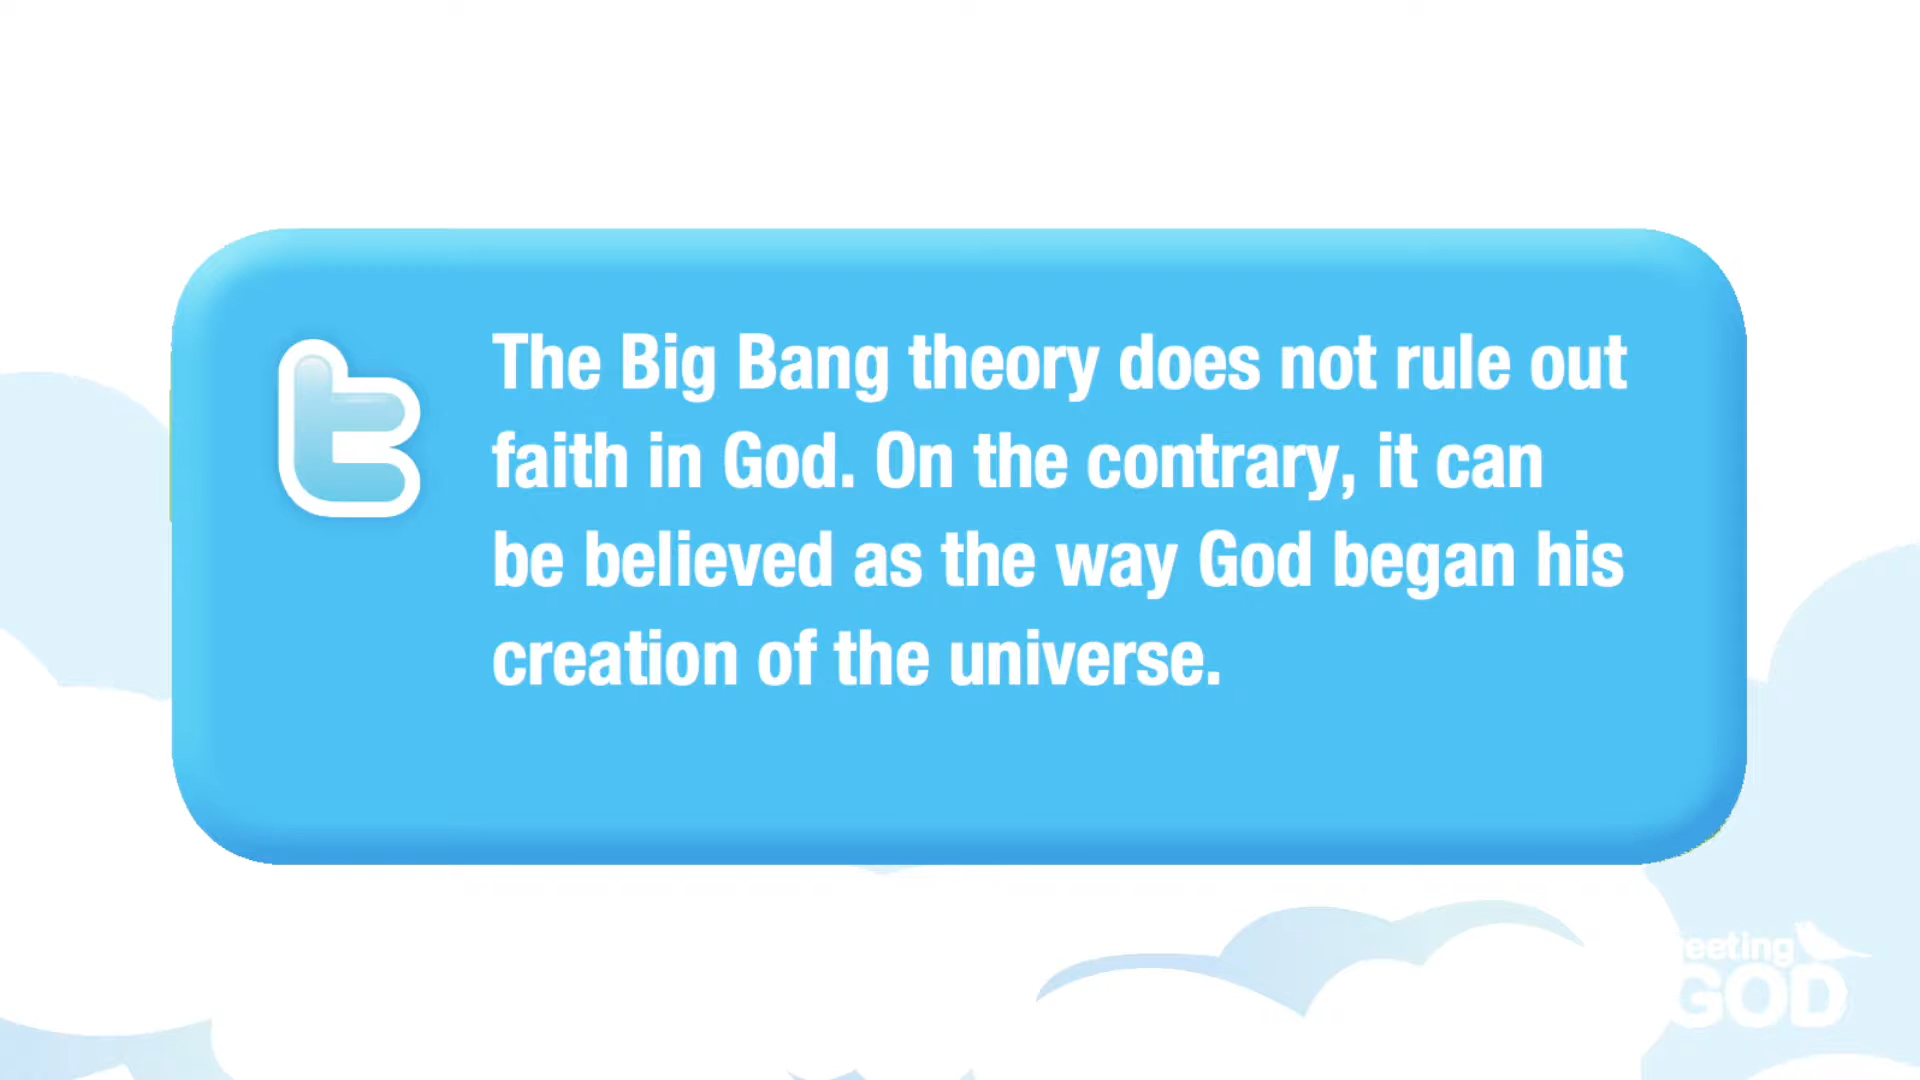 The Big Bang theory does not rule out
faith in God. On the contrary, it can
be believed as the way God began his
creation of the universe.
eeting
GOD